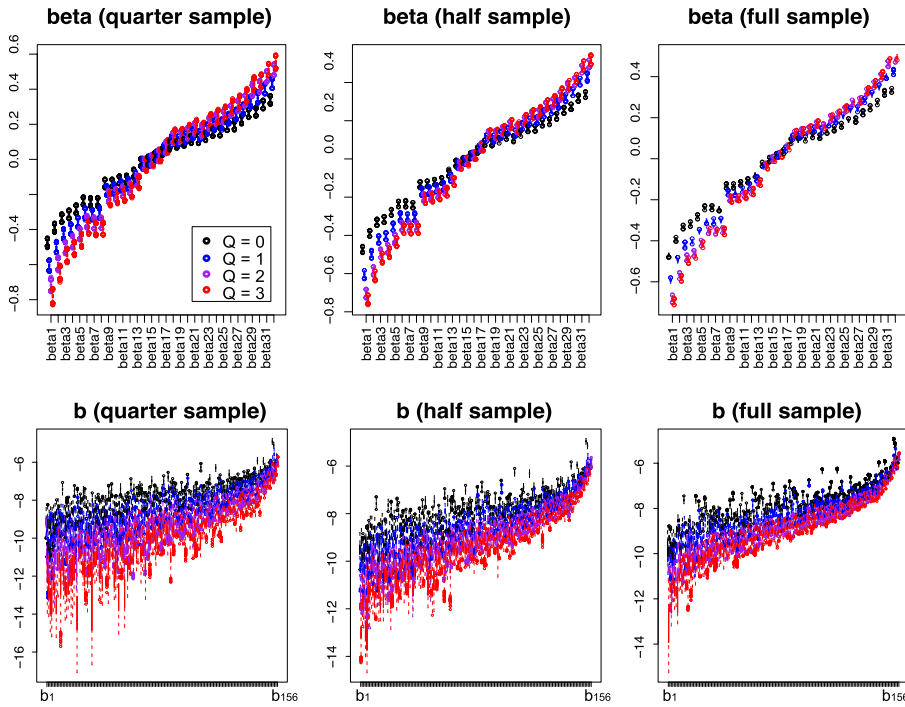 beta (quarter sample)
beta (half sample)
beta (full sample)
0.6
0.4
0.2
0.0
−0.4
−0.8
beta1
beta3
beta5
beta7
beta9
beta11
beta13
beta15
beta17
beta19
beta21
beta23
beta25
beta27
beta29
beta31
Q = 0
Q = 1
Q = 2
Q = 3
0.4
0.2
0.0
−0.2
−0.4
−0.6
−0.8
beta1
beta3
beta5
beta7
beta9
beta11
beta13
beta15
beta17
beta19
beta21
beta23
beta25
beta27
beta29
beta31
0.4
0.2
0.0
−0.2
−0.4
−0.6
beta1
beta3
beta5
beta7
beta9
beta11
beta13
beta15
beta17
beta19
beta21
beta23
beta25
beta27
beta29
beta31
b (quarter sample)
b (half sample)
b (full sample)
−6
−8
−10
−12
−14
−16
b1
b156
−6
−8
−10
−12
−14
b1
b156
−6
−8
−10
−12
−14
b1
b156